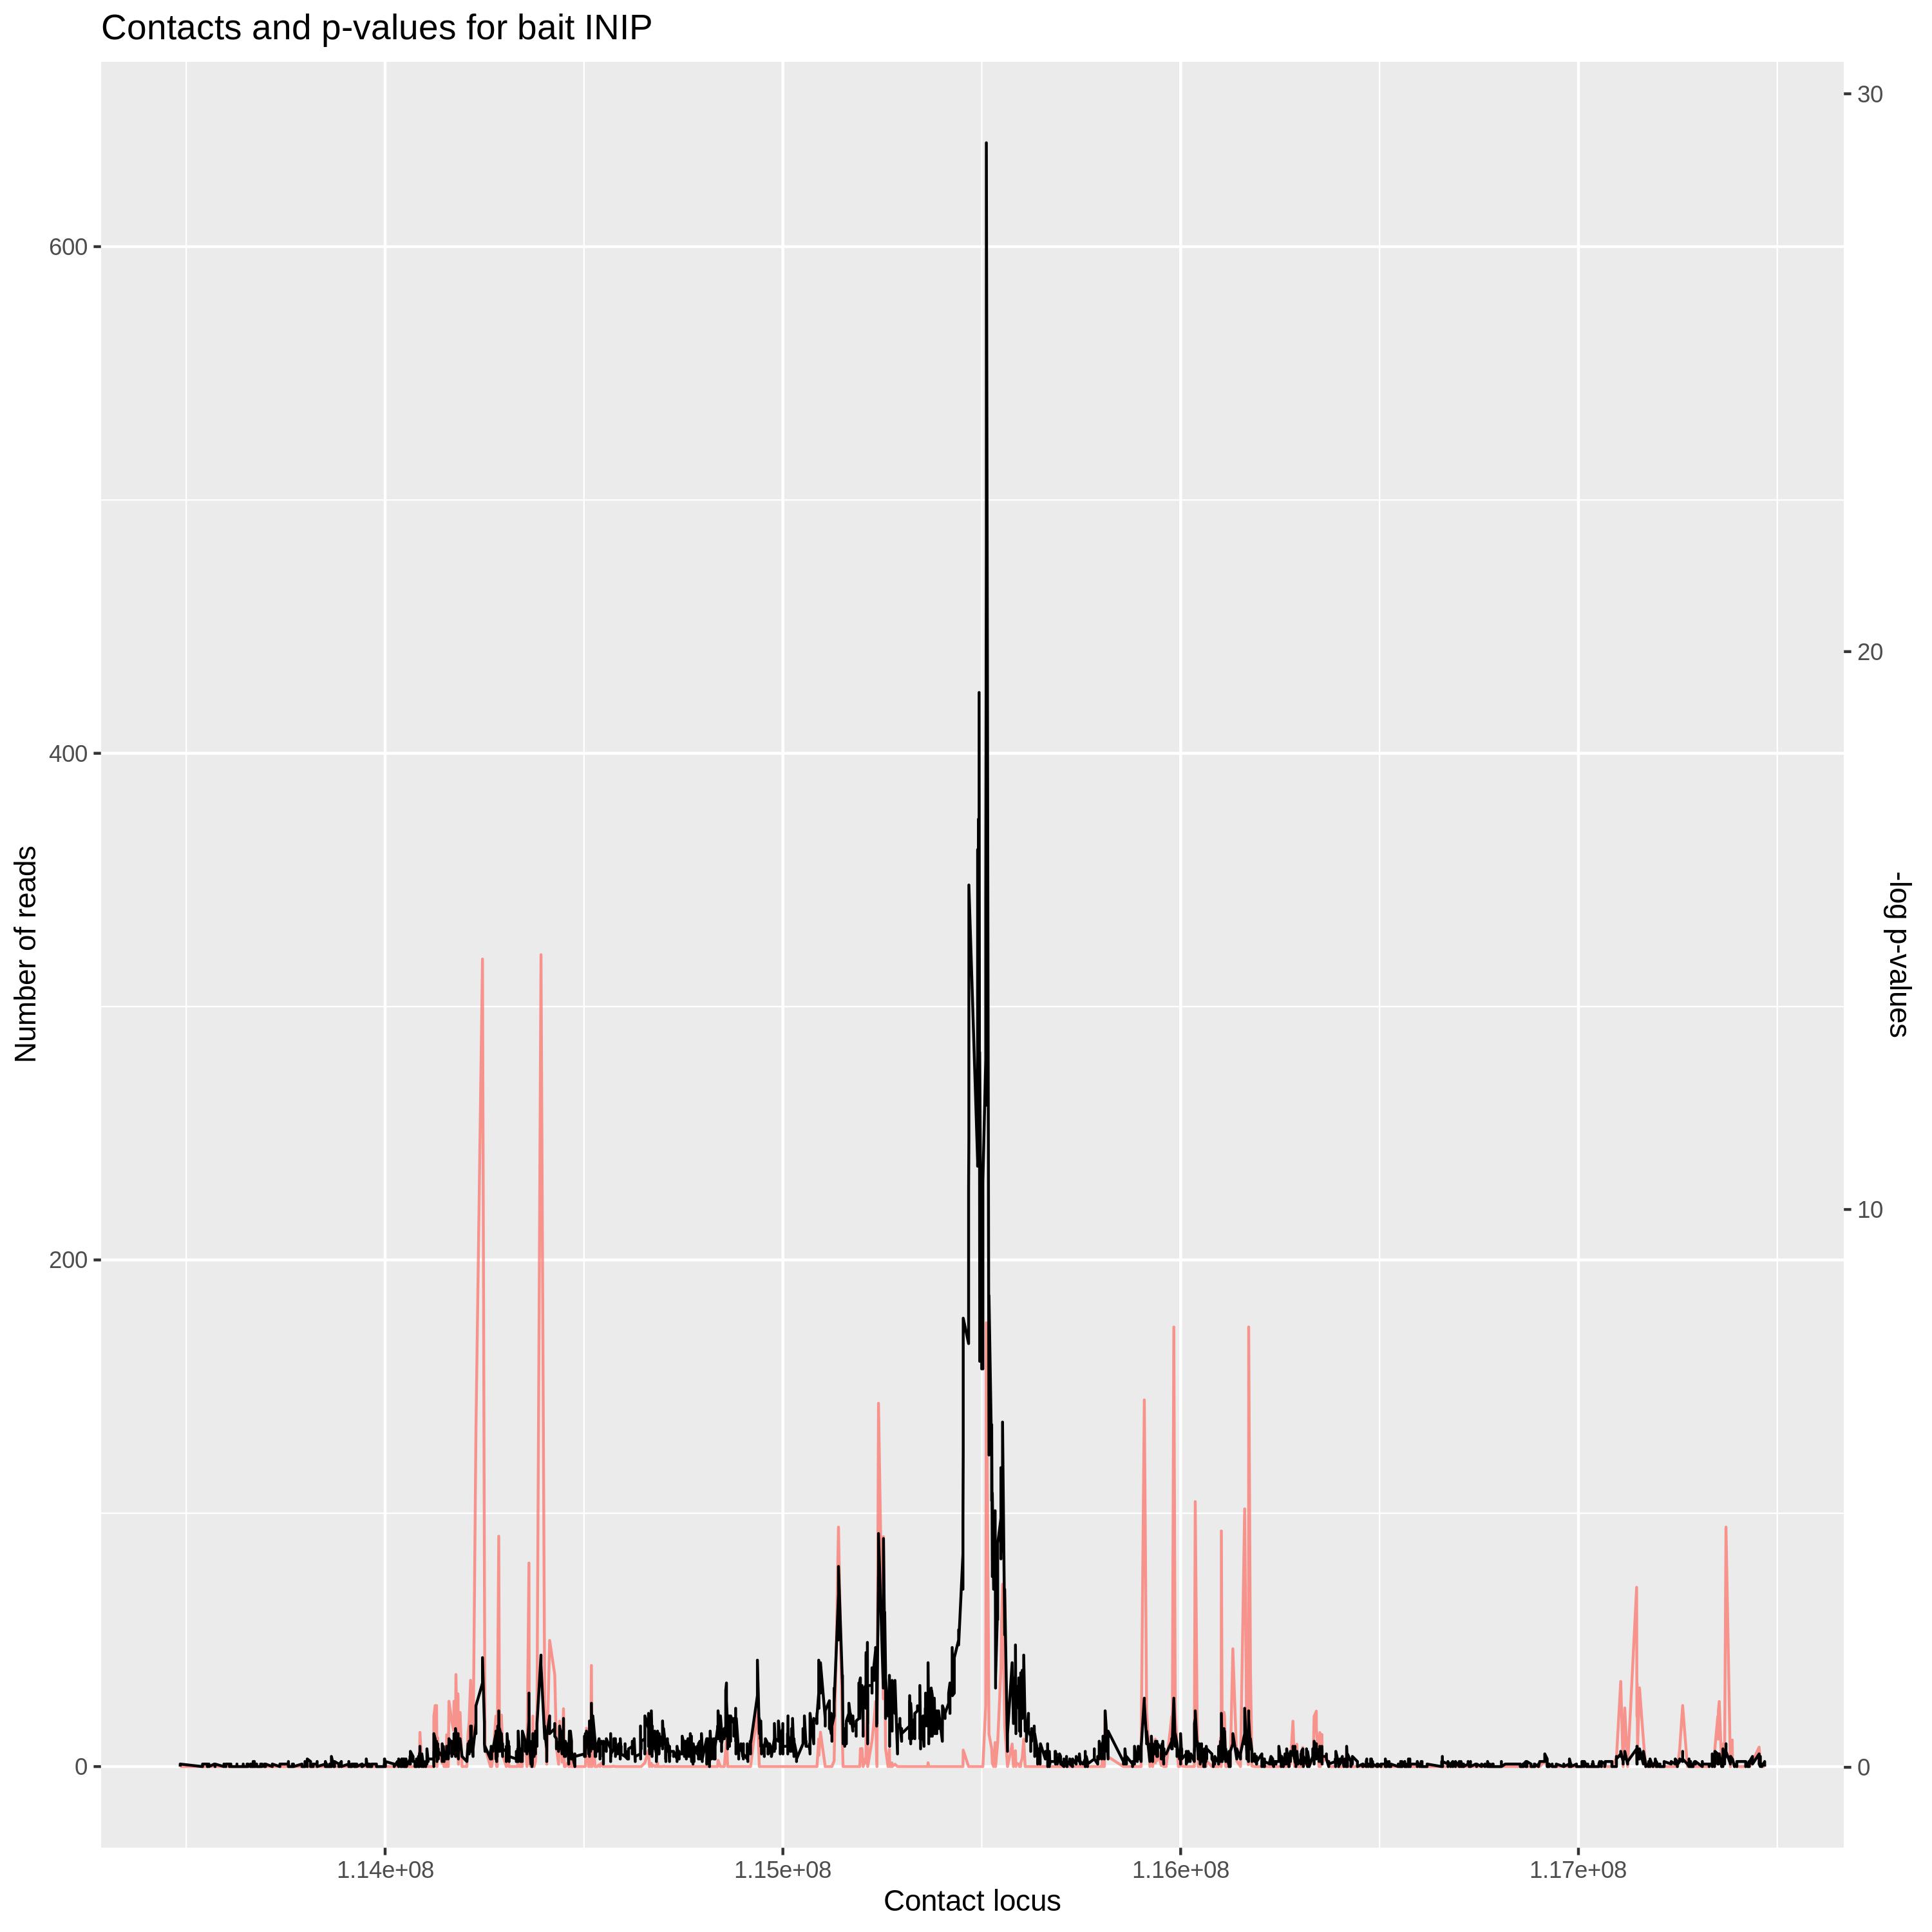 Contacts and p-values for bait INIP
Number of reads
600
400
200
0
30
20
10
0
-log p-values
1.14e+08
1.15e+08
1.16e+08
1.17e+08
Contact locus